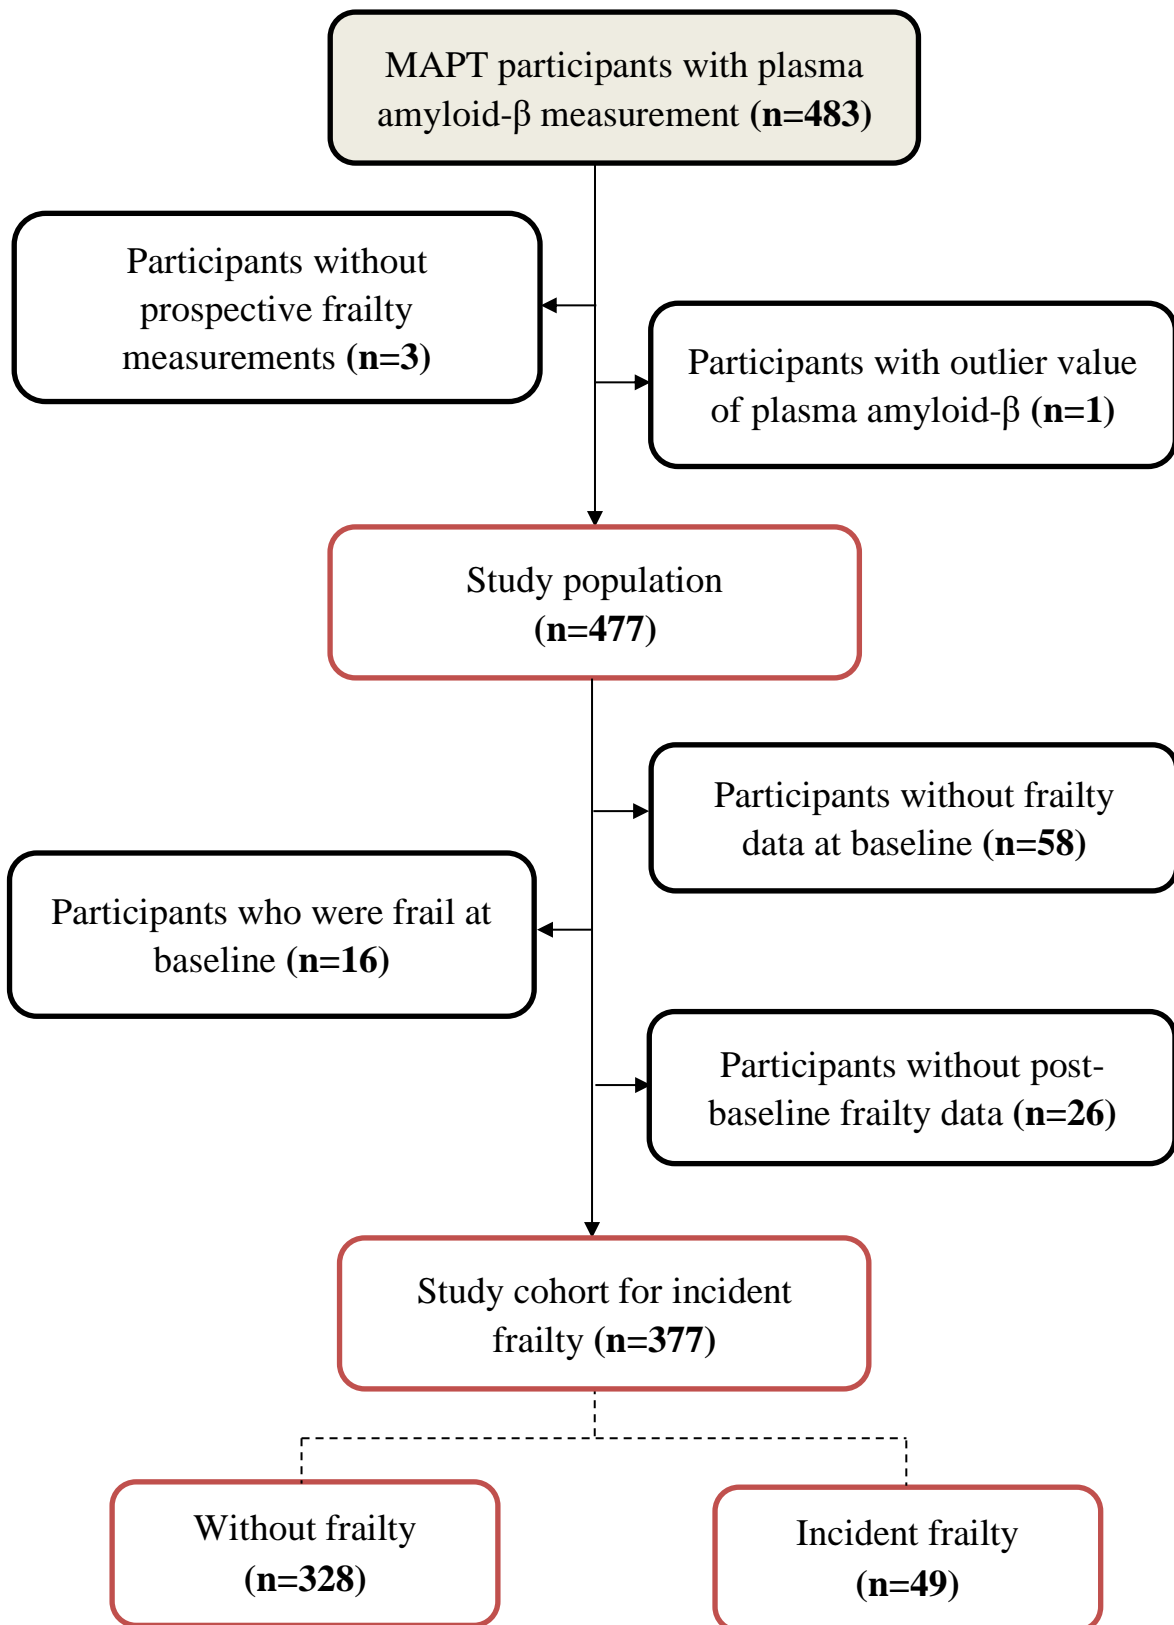 MAPT participants with plasma
amyloid-β measurement (n=483)
Participants without
prospective frailty
measurements (n=3)
Participants with outlier value
of plasma amyloid-β (n=1)
Study population
(n=477)
Participants without frailty
data at baseline (n=58)
Participants who were frail at
baseline (n=16)
Participants without post-
baseline frailty data (n=26)
Study cohort for incident
frailty (n=377)
Without frailty
(n=328)
Incident frailty
(n=49)